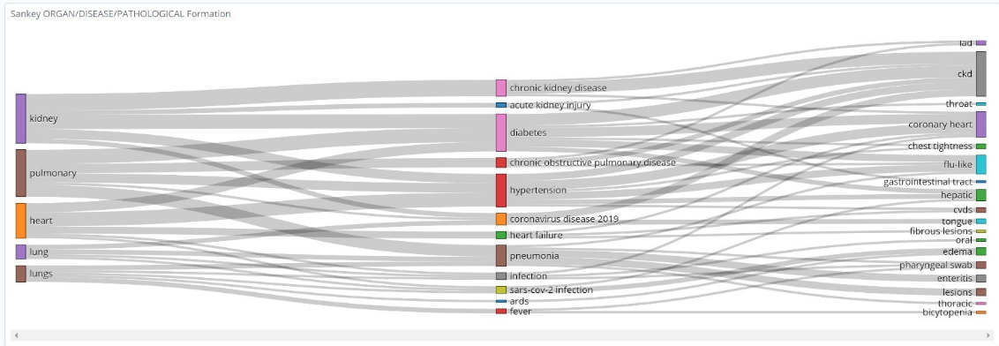 Sankey ORGAN/DISEASE/PATHOLOGICAL Formation
kidney
pulmonary
heart
lung
lungs
chronic kidney disease
acute kidney injury
diabetes
chronic obstructive pulmonary disease
hypertension
coronavirus disease 2019
heart failure
pneumonia
infection
sars-cov-2 infection
ards
fever
lad
ckd
throat
coronary heart
chest tightness
flu-like
gastrointestinal tract
hepatic
cvds
tongue
fibrous lesions
oral
edema
pharyngeal swab
enteritis
lesions
thoracic
bicytopenia